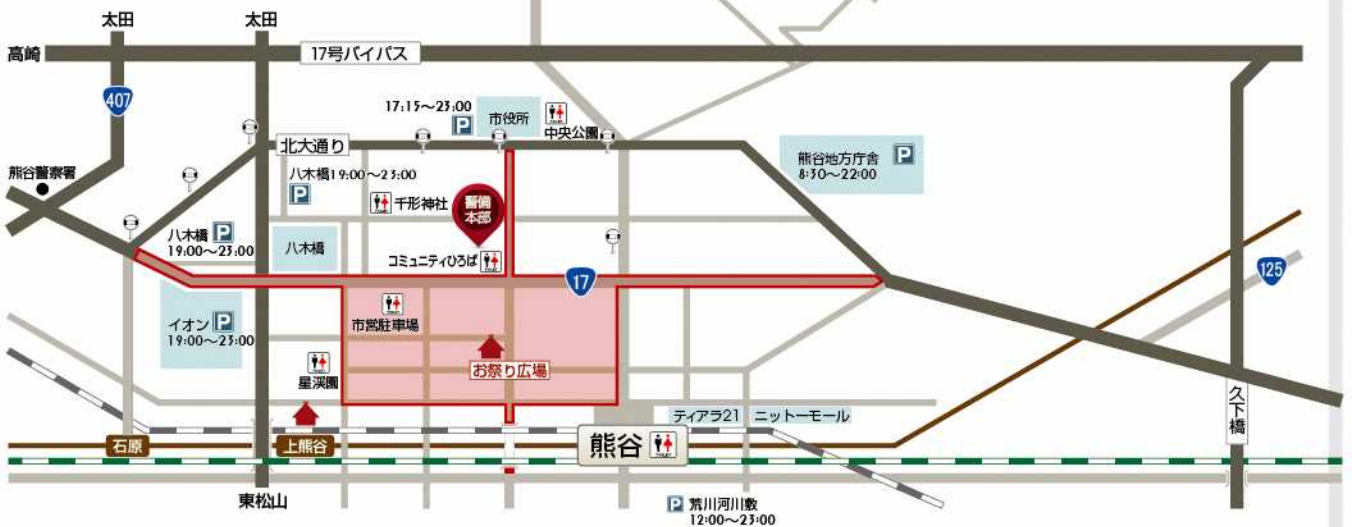 太田
太田
高崎
17号バイパス
407
17:15～23:00
P
市役所
TOILET
中央公園
北大通り
熊谷地方庁舎 P
8:30～22:00
熊谷警察署
八木橋19:00～23:00
P
千形神社
警備
本部
八木橋 P
19:00～23:00
八木橋
コミュニティひろば
17
125
イオン P
19:00～23:00
市営駐車場
お祭り広場
星渓園
ティアラ21 ニットーモール
久下橋
石原
上熊谷
熊谷
東松山
P 荒川河川敷
12:00～23:00